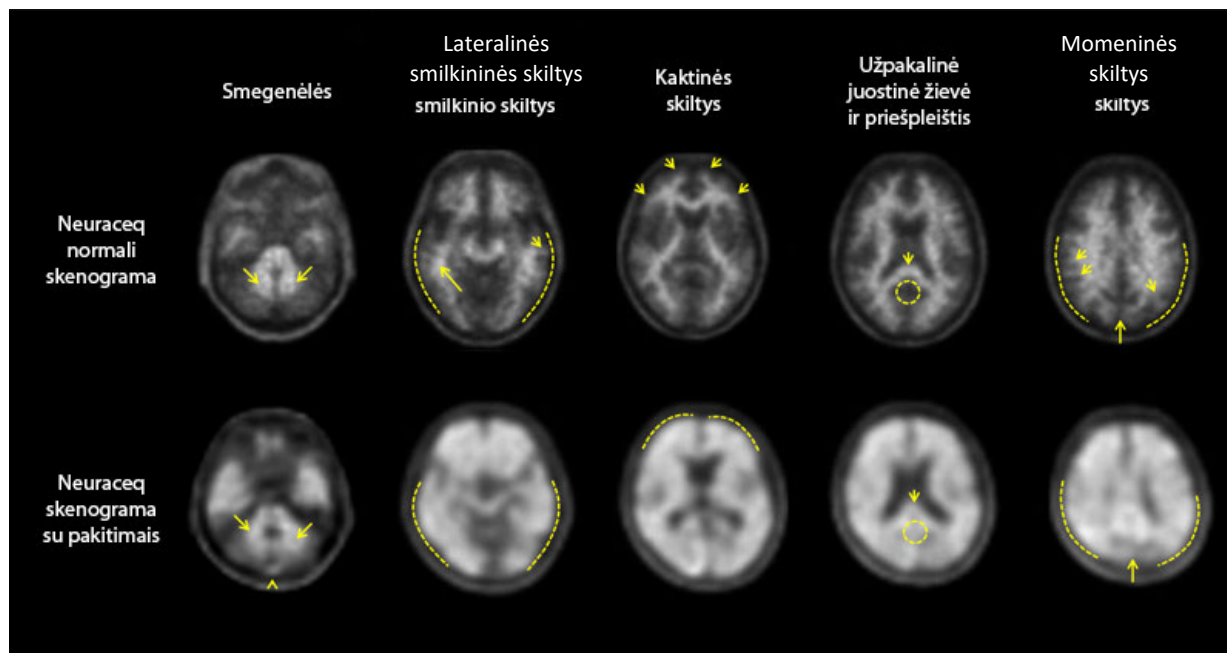 Smegenėlės
Lateralinės
smilkininės skiltys
smilkinio skiltys
Kaktinės
skiltys
Užpakalinė
juostinė žievė
ir priešpleištis
Momeninės
skiltys
skiltys
Neuraceq
normali
skenograma
Neuraceq
skenograma
su pakitimais